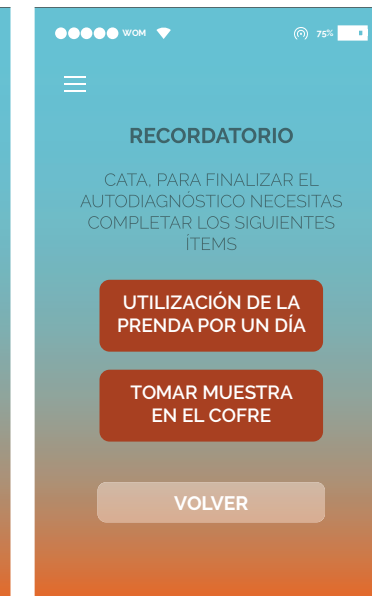 WOM 75%
RECORDATORIO
CATA, PARA FINALIZAR EL
AUTODIAGNÓSTICO NECESITAS
COMPLETAR LOS SIGUIENTES
ÍTEMS
UTILIZACIÓN DE LA
PRENDA POR UN DÍA
TOMAR MUESTRA
EN EL COFRE
VOLVER